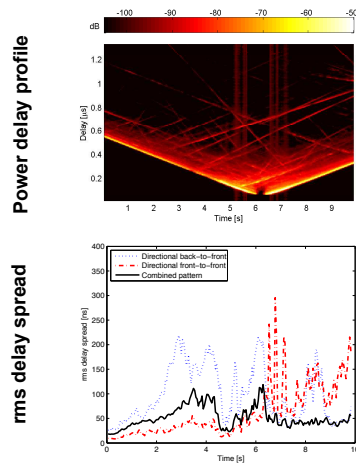 -100 -90 -80 -70 -60 -50
dB
Power delay profile
Delay [µs]
1.2
1
0.8
0.6
0.4
0.2
1 2 3 4 5 6 7 8 9
Time [s]
rms delay spread
rms delay spread [ns]
400
350
300
250
200
150
100
50
0
Directional back-to-front
Directional front-to-front
Combined pattern
0 2 4 6 8 10
Time [s]